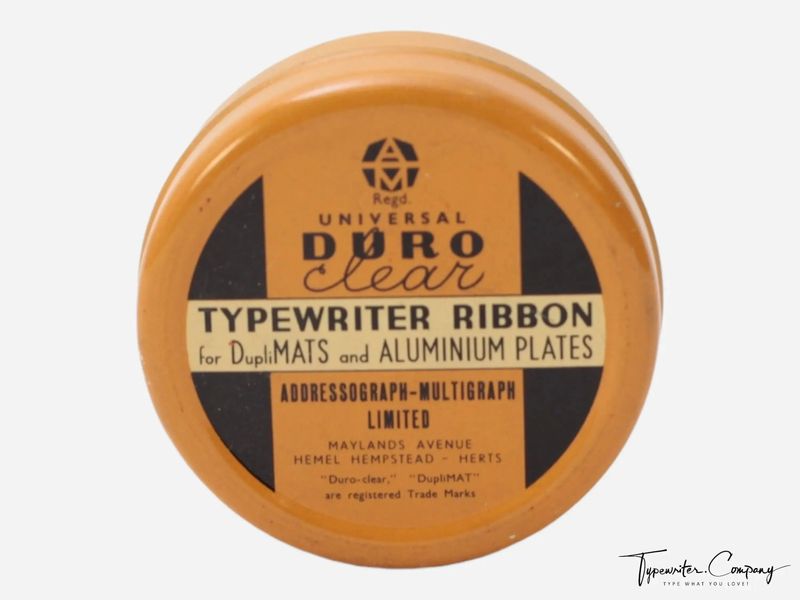 AM
Regd.
UNIVERSAL
DURO
clear
TYPEWRITER RIBBON
for DupliMATS and ALUMINIUM PLATES
ADDRESSOGRAPH-MULTIGRAPH
LIMITED
MAYLANDS AVENUE
HEMEL HEMPSTEAD - HERTS
"Duro-clear," "DupliMAT"
are registered Trade Marks
Typewriter.Company
TYPE WHAT YOU LOVE!